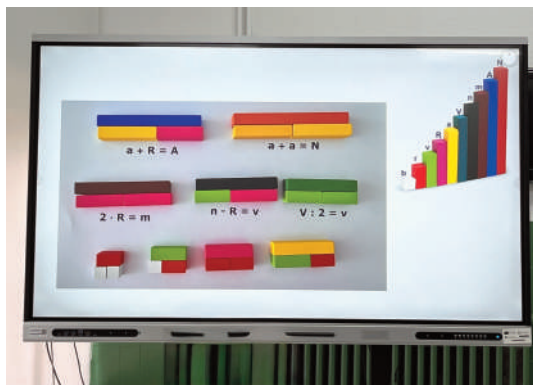 a + R = A
a + a = N
2 · R = m
n - R = v
V : 2 = v
b r v R a V n m A N